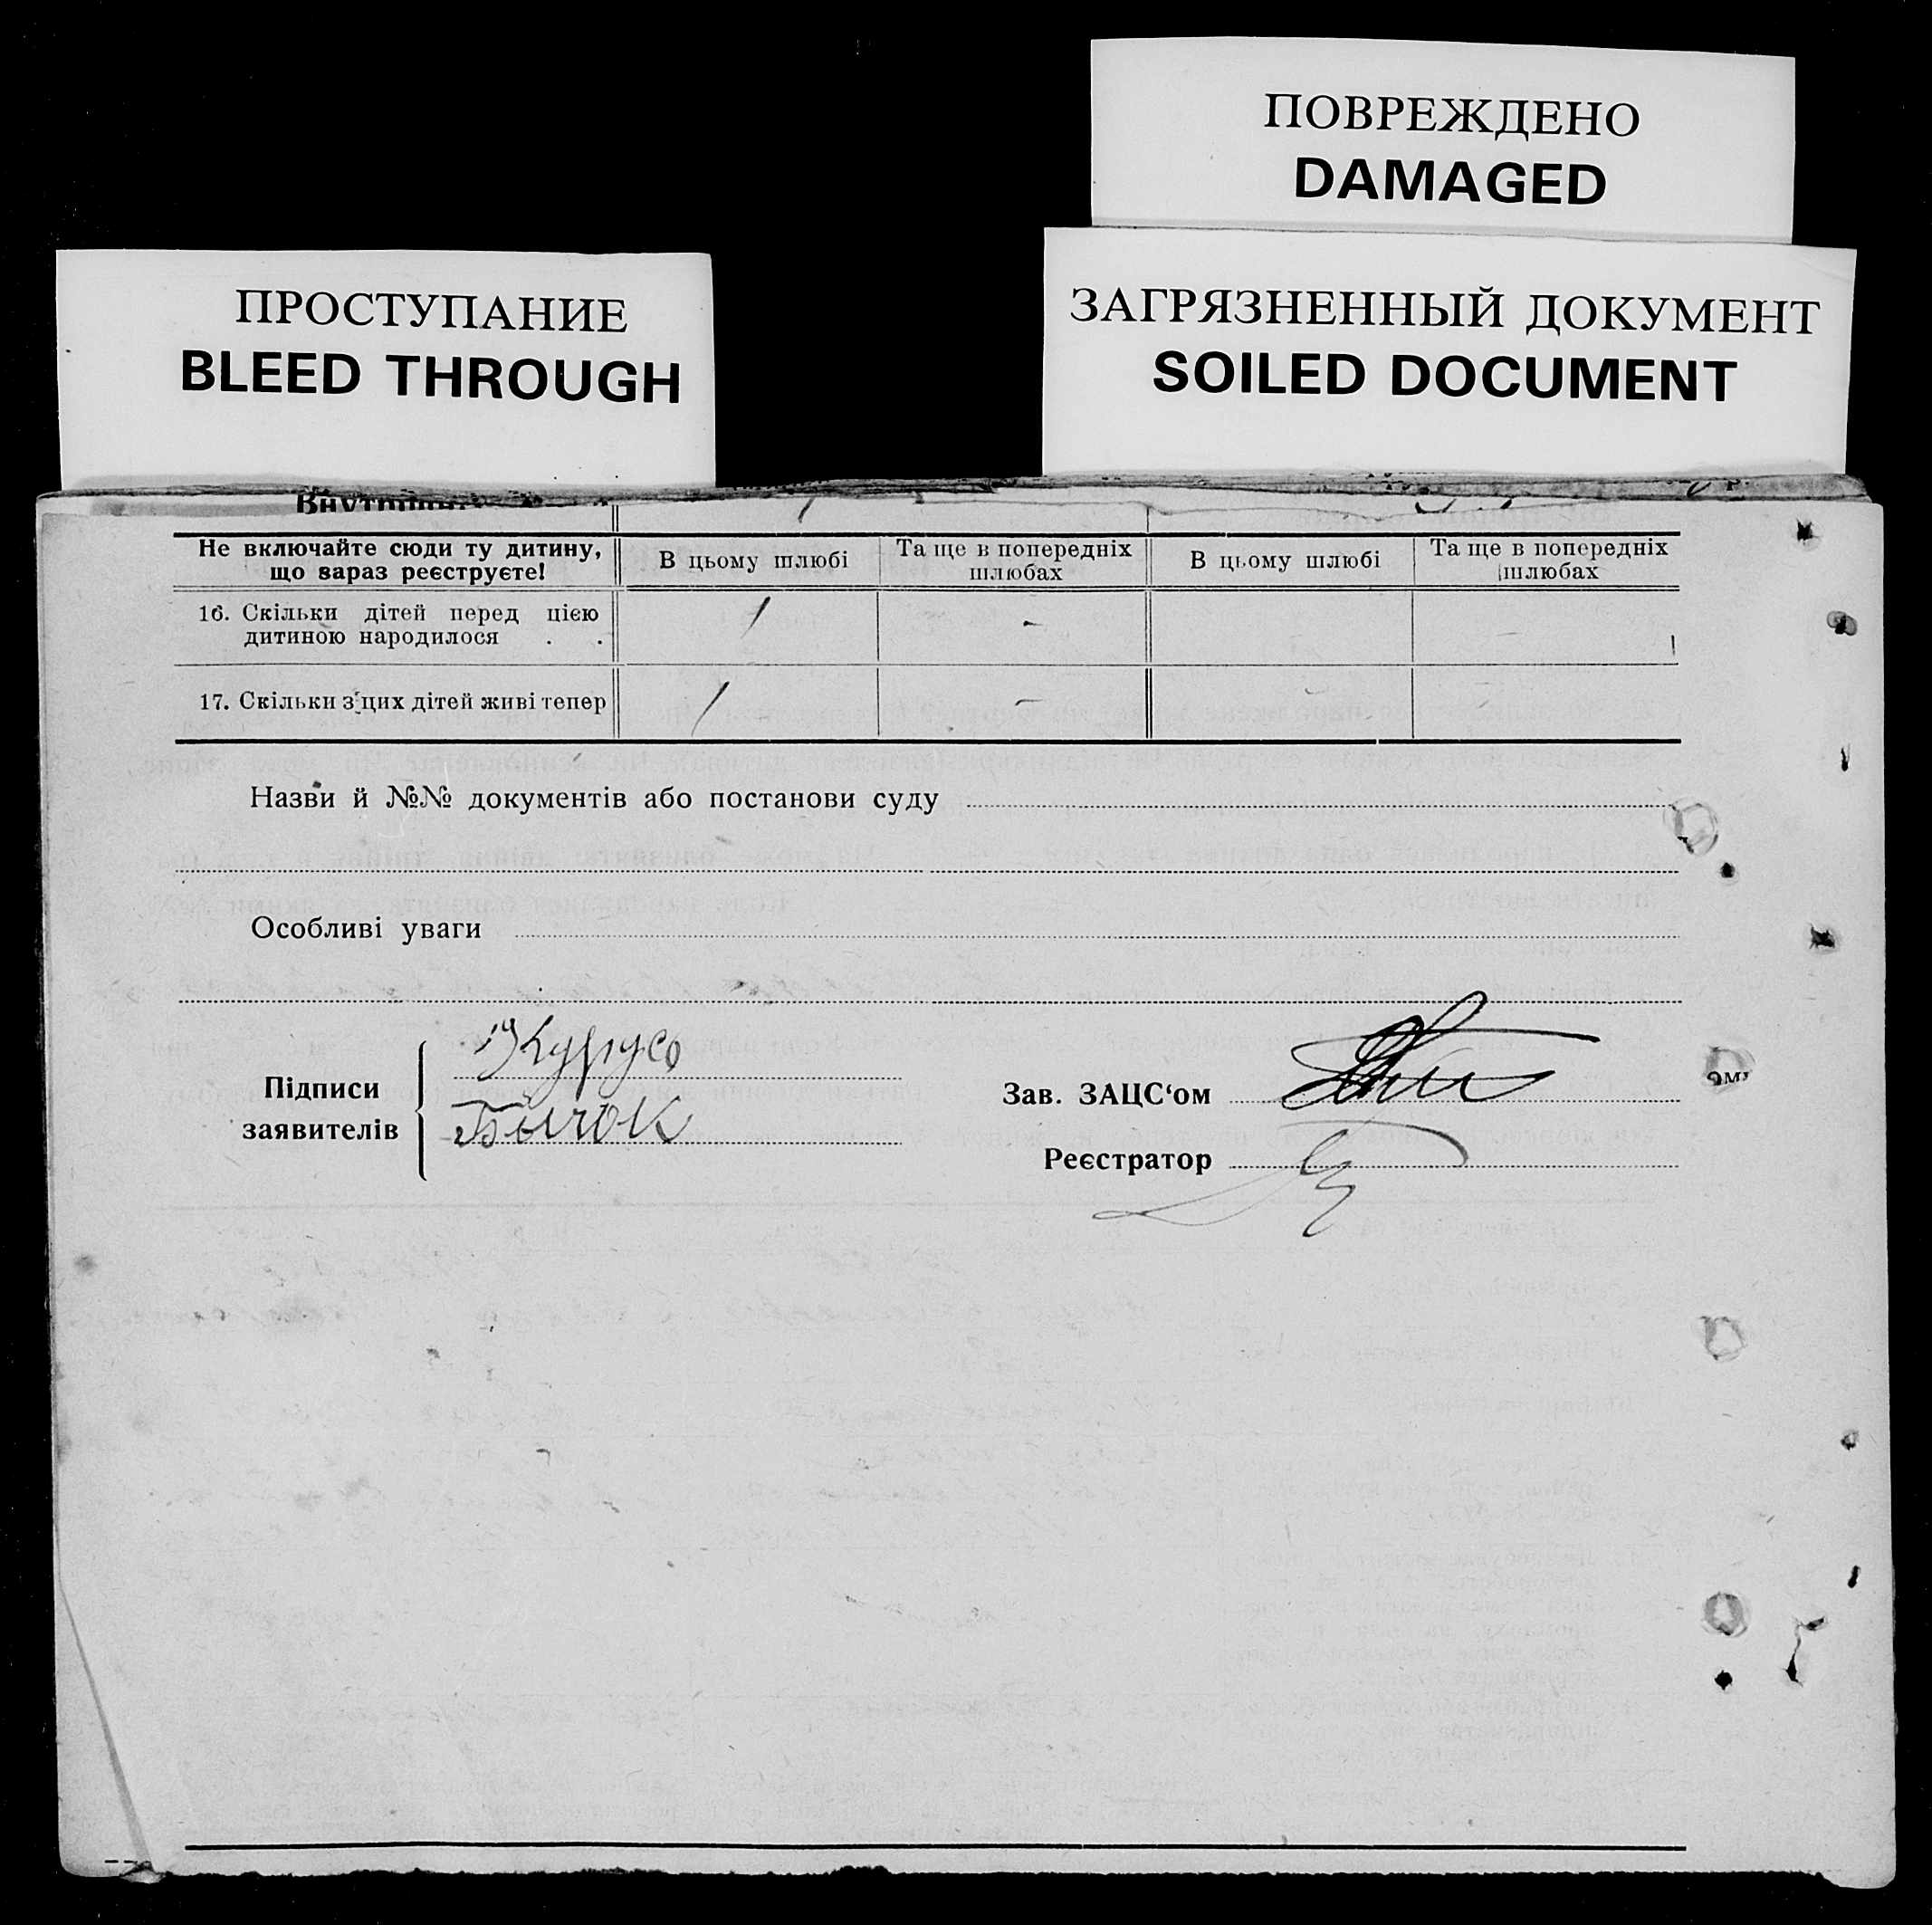 ПОВРЕЖДЕНО
DAMAGED
ПРОСТУПАНИЕ
BLEED THROUGH
ЗАГРЯЗНЕННЫЙ ДОКУМЕНТ
SOILED DOCUMENT
Не включайте сюди ту дитину,
що зараз реєструєте!
В цьому шлюбі
Та ще в попередніх
шлюбах
В цьому шлюбі
Та ще в попередніх
шлюбах
16. Скільки дітей перед цією
дитиною народилося . .
1 -
17. Скільки з цих дітей живі тепер
1 -
Назви й №№ документів або постанови суду
Особливі уваги
Підписи
заявителів
Бычок
Зав. ЗАЦС‘ом
Реєстратор